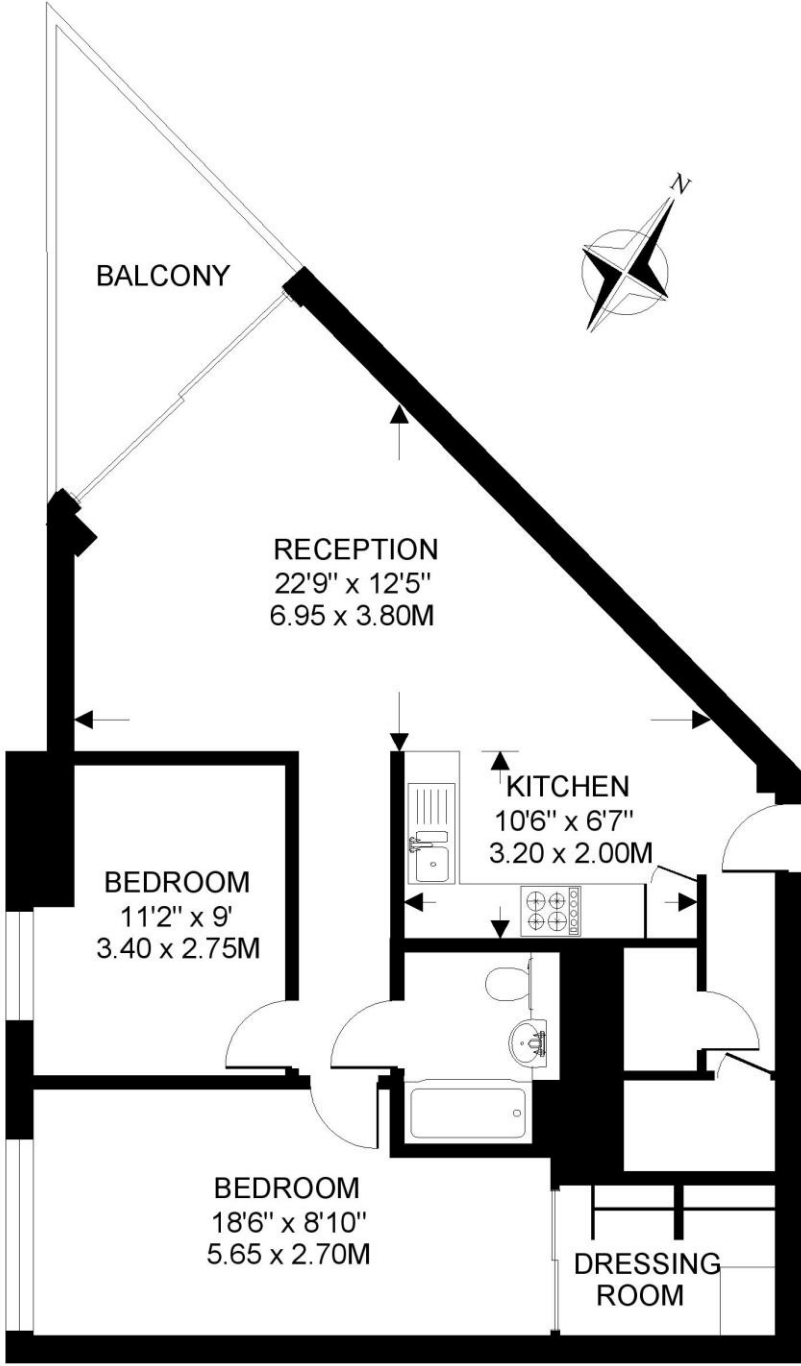 N
BALCONY
RECEPTION
22'9" x 12'5"
6.95 x 3.80M
KITCHEN
10'6" x 6'7"
3.20 x 2.00M
BEDROOM
11'2" x 9'
3.40 x 2.75M
BEDROOM
18'6" x 8'10"
5.65 x 2.70M
DRESSING
ROOM